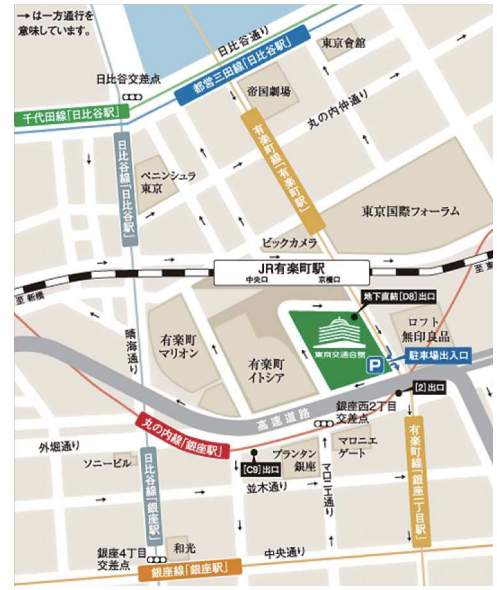 →は一方通行を
意味しています。
日比谷通り
都営三田線「日比谷駅」
東京會館
日比谷交差点
帝国劇場
千代田線「日比谷駅」
丸の内仲通り
日比谷線「日比谷駅」
有楽町線「有楽町駅」
ペニンシュラ
東京
東京国際フォーラム
ビックカメラ
JR有楽町駅
中央口
京橋口
至 新橋
至 東
地下直結[D8]出口
晴海通り
有楽町
マリオン
有楽町
イトシア
東京交通会館
ロフト
無印良品
P
駐車場出入口
[2]出口
高速道路
銀座西2丁目
交差点
丸の内線「銀座駅」
外堀通り
ソニービル
[C9]出口
プランタン
銀座
マロニエ
ゲート
日比谷線「銀座駅」
並木通り
マロニエ通り
有楽町線「銀座一丁目駅」
銀座4丁目
交差点
和光
中央通り
銀座線「銀座駅」